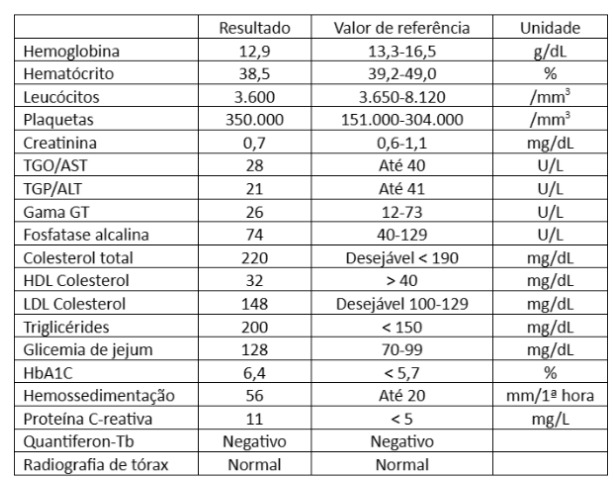 Resultado Valor de referência Unidade
Hemoglobina 12,9 13,3-16,5 g/dL
Hematócrito 38,5 39,2-49,0 %
Leucócitos 3.600 3.650-8.120 /mm³
Plaquetas 350.000 151.000-304.000 /mm³
Creatinina 0,7 0,6-1,1 mg/dL
TGO/AST 28 Até 40 U/L
TGP/ALT 21 Até 41 U/L
Gama GT 26 12-73 U/L
Fosfatase alcalina 74 40-129 U/L
Colesterol total 220 Desejável < 190 mg/dL
HDL Colesterol 32 > 40 mg/dL
LDL Colesterol 148 Desejável 100-129 mg/dL
Triglicérides 200 < 150 mg/dL
Glicemia de jejum 128 70-99 mg/dL
HbA1C 6,4 < 5,7 %
Hemossedimentação 56 Até 20 mm/1ª hora
Proteína C-reativa 11 < 5 mg/L
Quantiferon-Tb Negativo Negativo
Radiografia de tórax Normal Normal